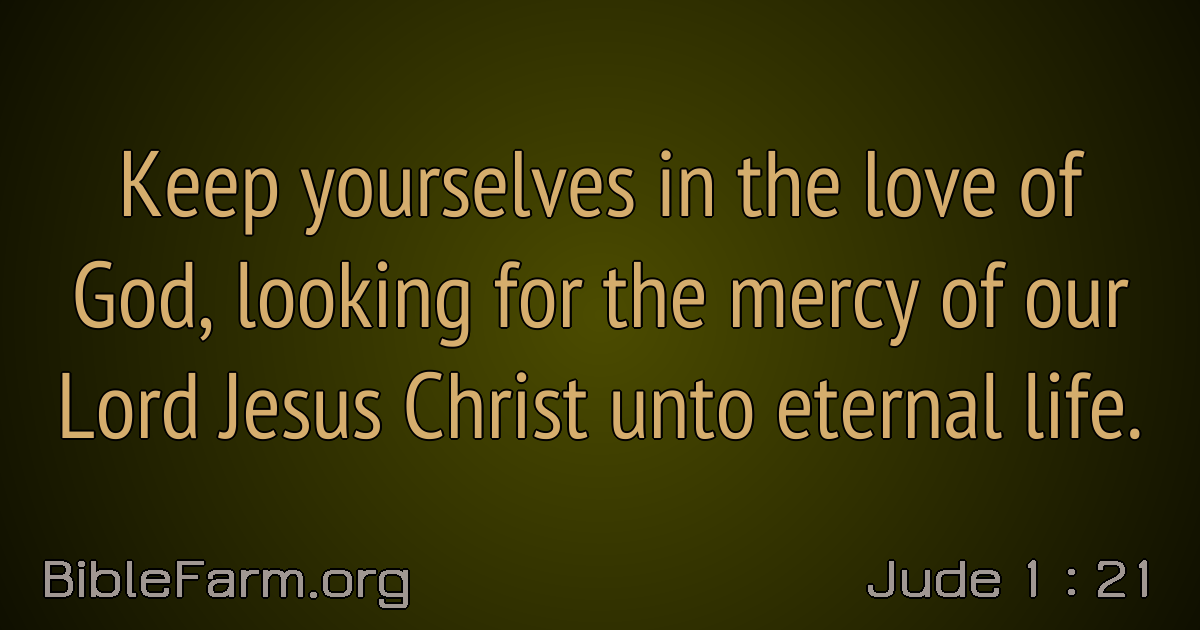 Keep yourselves in the love of
God, looking for the mercy of our
Lord Jesus Christ unto eternal life.
BibleFarm.org
Jude 1 : 21